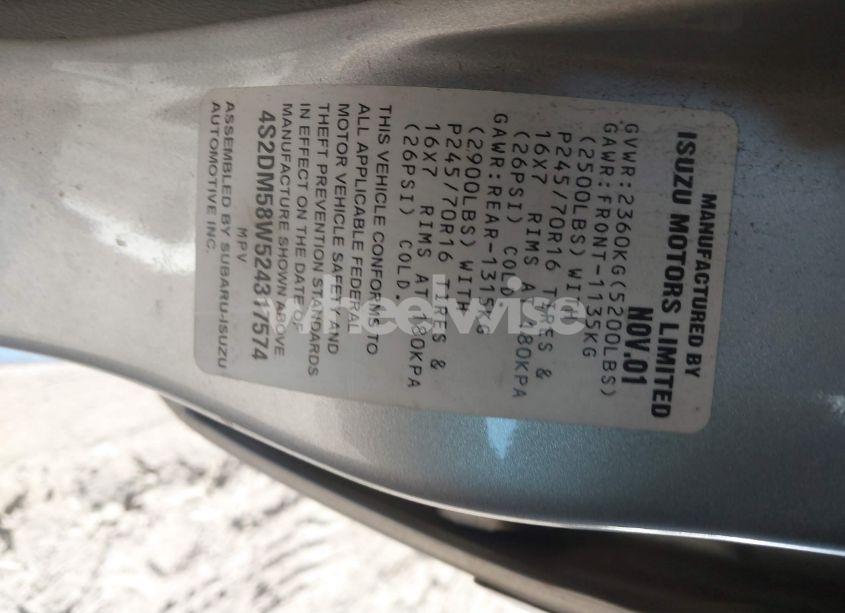 MANUFACTURED BY
ISUZU MOTORS LIMITED
NOV.01
GVWR:2360KG(5200LBS)
GAWR:FRONT-1135KG
(2500LBS) WITH
P245/70R16 TIRES &
16X7 RIMS AT 180KPA
(26PSI) COLD.
GAWR:REAR-1315KG
(2900LBS) WITH
P245/70R16 TIRES &
16X7 RIMS AT 180KPA
(26PSI) COLD.
THIS VEHICLE CONFORMS TO
ALL APPLICABLE FEDERAL
MOTOR VEHICLE SAFETY AND
THEFT PREVENTION STANDARDS
IN EFFECT ON THE DATE OF
MANUFACTURE SHOWN ABOVE
4S2DM58W524317574
MPV
ASSEMBLED BY SUBARU-ISUZU
AUTOMOTIVE INC.
wheelwise